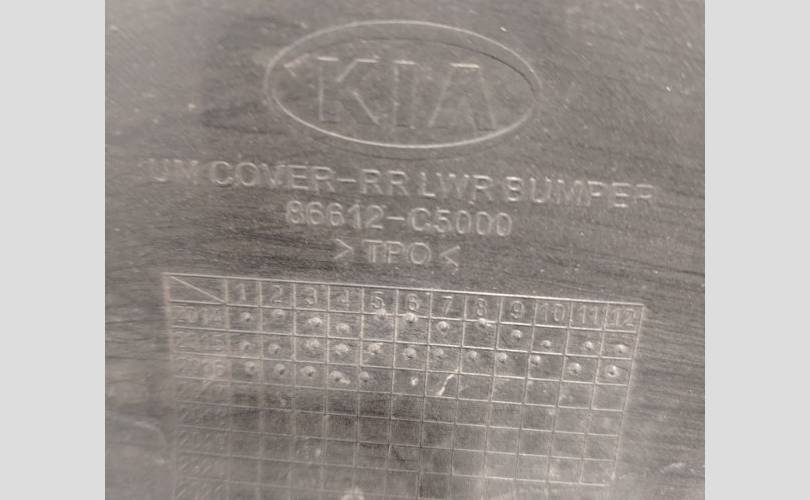 KIA
UM COVER-RR LWR BUMPER
86612-C5000
>TPO<
1 2 3 4 5 6 7 8 9 10 11 12
2014
2015